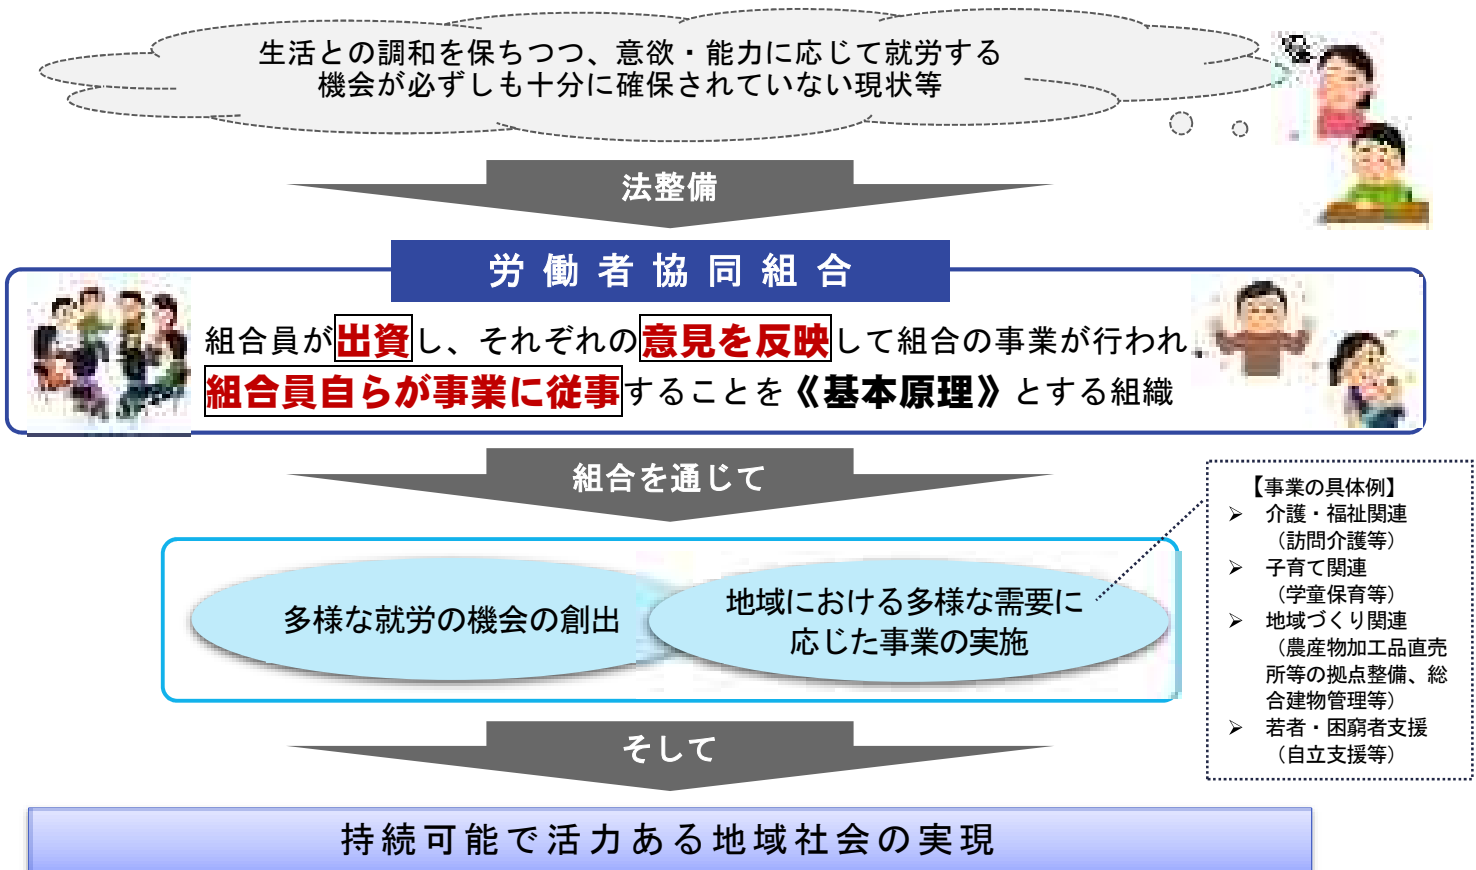 生活との調和を保ちつつ、意欲・能力に応じて就労する
機会が必ずしも十分に確保されていない現状等
法整備
労働者協同組合
組合員が出資し、それぞれの意見を反映して組合の事業が行われ、
組合員自らが事業に従事することを《基本原理》とする組織
組合を通じて
多様な就労の機会の創出
地域における多様な需要に
応じた事業の実施
【事業の具体例】
➢ 介護・福祉関連
（訪問介護等）
➢ 子育て関連
（学童保育等）
➢ 地域づくり関連
（農産物加工品直売
所等の拠点整備、総
合建物管理等）
➢ 若者・困窮者支援
（自立支援等）
そして
持続可能で活力ある地域社会の実現